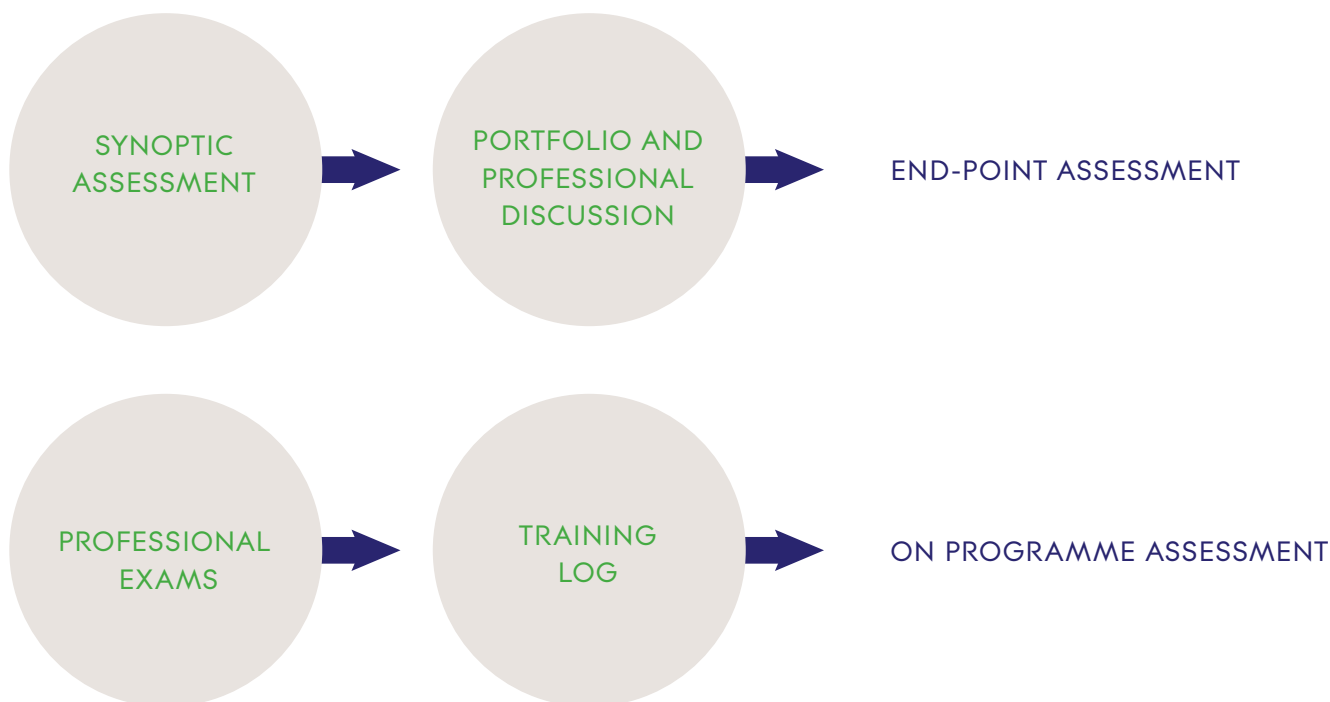 SYNOPTIC
ASSESSMENT
PORTFOLIO AND
PROFESSIONAL
DISCUSSION
END-POINT ASSESSMENT
PROFESSIONAL
EXAMS
TRAINING
LOG
ON PROGRAMME ASSESSMENT